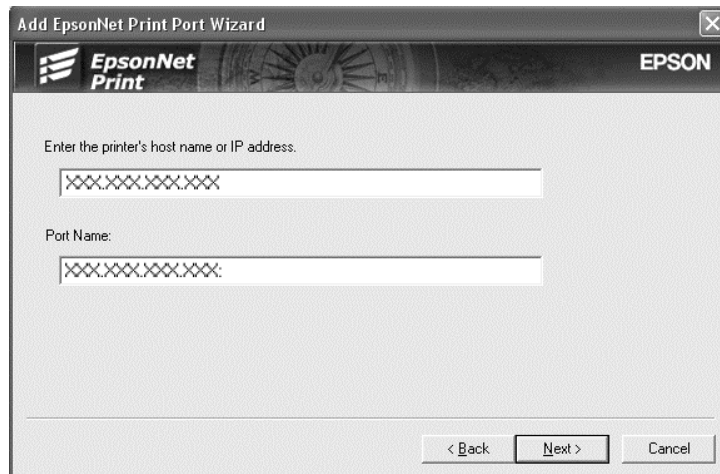 Add EpsonNet Print Port Wizard
EpsonNet
Print
EPSON
Enter the printer's host name or IP address.
XXX.XXX.XXX.XXX
Port Name:
XXX.XXX.XXX.XXX:
< Back
Next >
Cancel